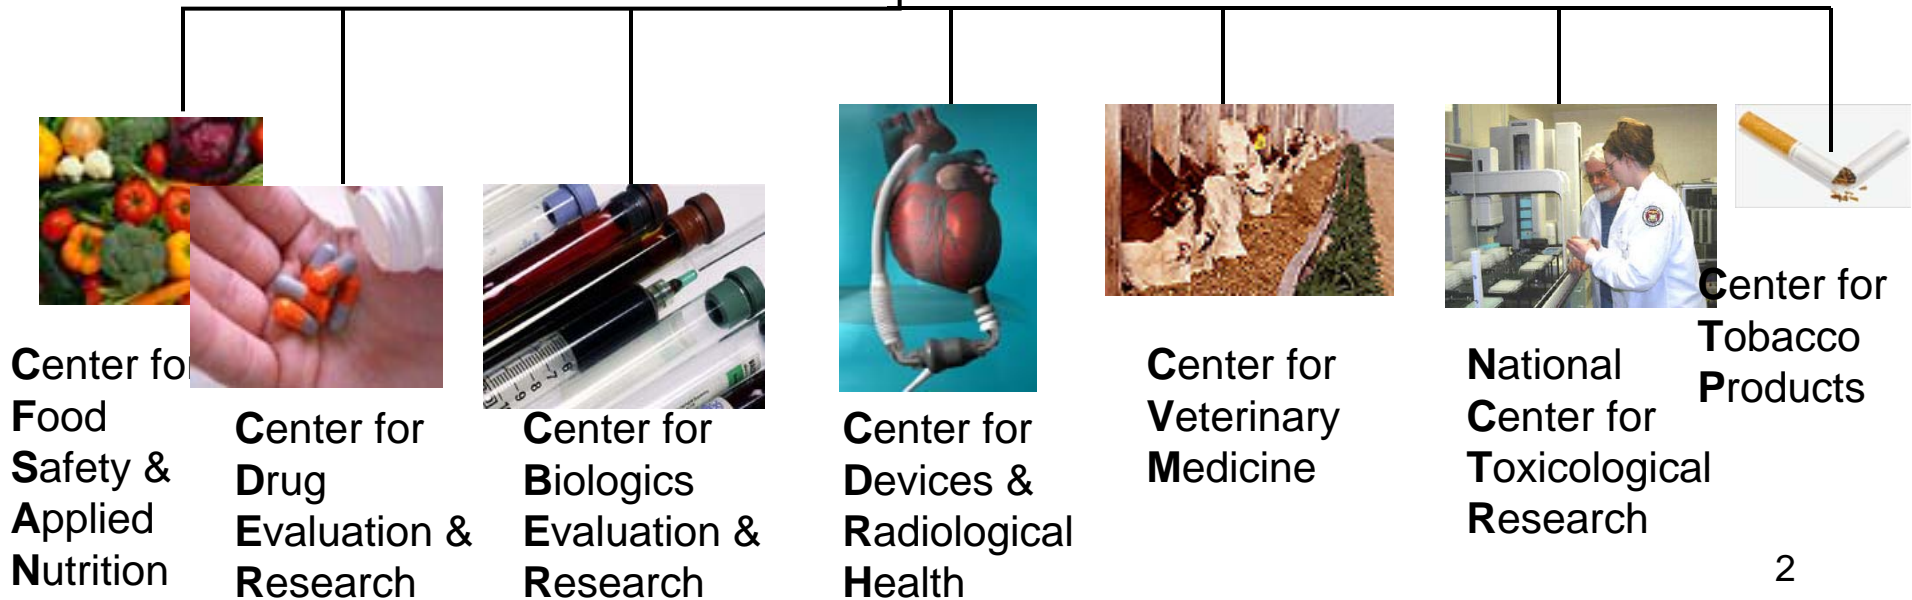 Center for
Food
Safety &
Applied
Nutrition
Center for
Drug
Evaluation &
Research
Center for
Biologics
Evaluation &
Research
Center for
Devices &
Radiological
Health
Center for
Veterinary
Medicine
National
Center for
Toxicological
Research
Center for
Tobacco
Products
2